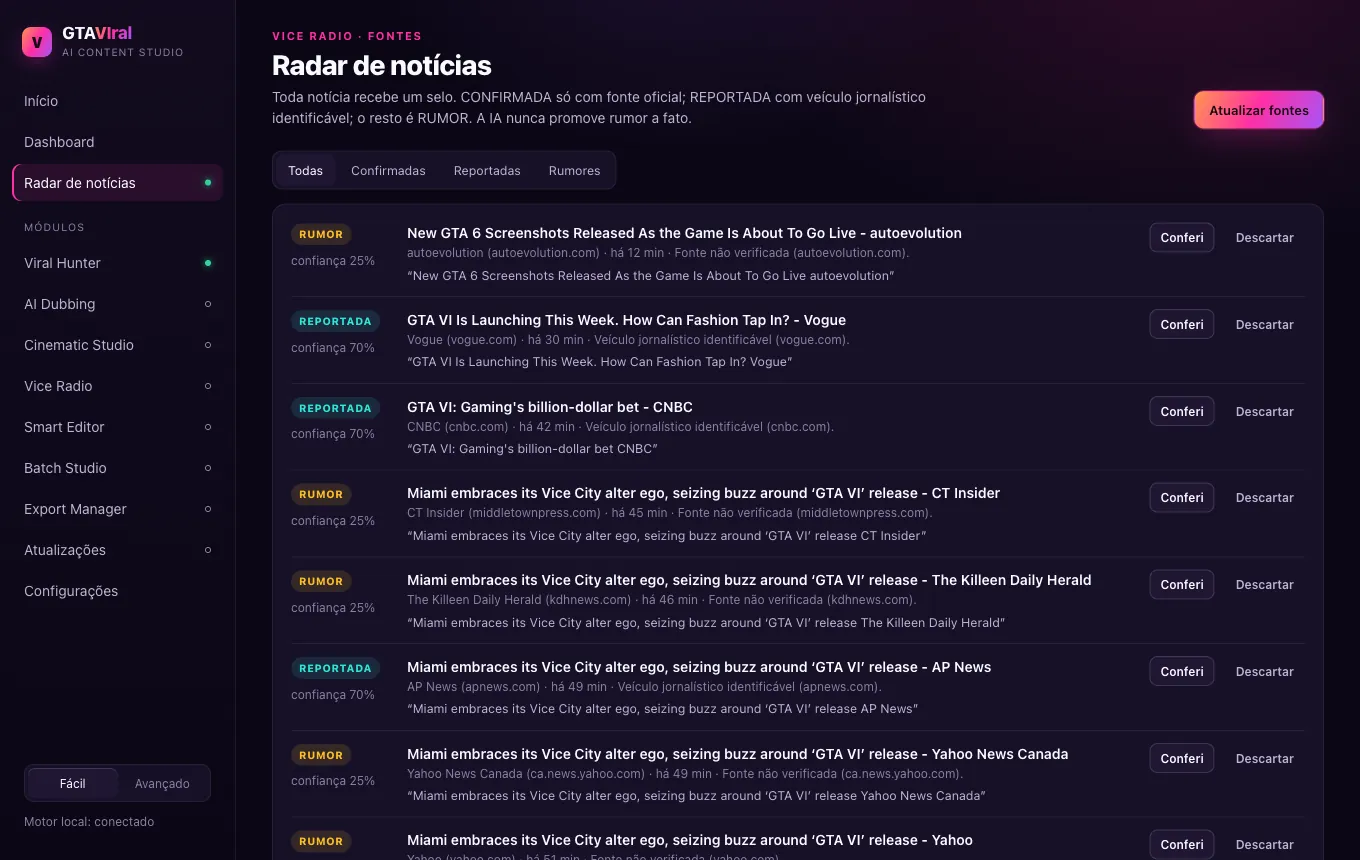 V
GTAVIral
AI CONTENT STUDIO
Início
Dashboard
Radar de notícias
MÓDULOS
Viral Hunter
AI Dubbing
Cinematic Studio
Vice Radio
Smart Editor
Batch Studio
Export Manager
Atualizações
Configurações
Fácil
Avançado
Motor local: conectado
VICE RADIO · FONTES
Radar de notícias
Toda notícia recebe um selo. CONFIRMADA só com fonte oficial; REPORTADA com veículo jornalístico
identificável; o resto é RUMOR. A IA nunca promove rumor a fato.
Atualizar fontes
Todas Confirmadas Reportadas Rumores
RUMOR
confiança 25%
New GTA 6 Screenshots Released As the Game Is About To Go Live - autoevolution
autoevolution (autoevolution.com) · há 12 min · Fonte não verificada (autoevolution.com).
“New GTA 6 Screenshots Released As the Game Is About To Go Live autoevolution”
Conferi Descartar
REPORTADA
confiança 70%
GTA VI Is Launching This Week. How Can Fashion Tap In? - Vogue
Vogue (vogue.com) · há 30 min · Veículo jornalístico identificável (vogue.com).
“GTA VI Is Launching This Week. How Can Fashion Tap In? Vogue”
Conferi Descartar
REPORTADA
confiança 70%
GTA VI: Gaming's billion-dollar bet - CNBC
CNBC (cnbc.com) · há 42 min · Veículo jornalístico identificável (cnbc.com).
“GTA VI: Gaming's billion-dollar bet CNBC”
Conferi Descartar
RUMOR
confiança 25%
Miami embraces its Vice City alter ego, seizing buzz around ‘GTA VI’ release - CT Insider
CT Insider (middletownpress.com) · há 45 min · Fonte não verificada (middletownpress.com).
“Miami embraces its Vice City alter ego, seizing buzz around ‘GTA VI’ release CT Insider”
Conferi Descartar
RUMOR
confiança 25%
Miami embraces its Vice City alter ego, seizing buzz around ‘GTA VI’ release - The Killeen Daily Herald
The Killeen Daily Herald (kdhnews.com) · há 46 min · Fonte não verificada (kdhnews.com).
“Miami embraces its Vice City alter ego, seizing buzz around ‘GTA VI’ release The Killeen Daily Herald”
Conferi Descartar
REPORTADA
confiança 70%
Miami embraces its Vice City alter ego, seizing buzz around ‘GTA VI’ release - AP News
AP News (apnews.com) · há 49 min · Veículo jornalístico identificável (apnews.com).
“Miami embraces its Vice City alter ego, seizing buzz around ‘GTA VI’ release AP News”
Conferi Descartar
RUMOR
confiança 25%
Miami embraces its Vice City alter ego, seizing buzz around ‘GTA VI’ release - Yahoo News Canada
Yahoo News Canada (ca.news.yahoo.com) · há 49 min · Fonte não verificada (ca.news.yahoo.com).
“Miami embraces its Vice City alter ego, seizing buzz around ‘GTA VI’ release Yahoo News Canada”
Conferi Descartar
RUMOR
Miami embraces its Vice City alter ego, seizing buzz around ‘GTA VI’ release - Yahoo
Yahoo (yahoo.com) · há 51 min · Fonte não verificada (yahoo.com).
Conferi Descartar